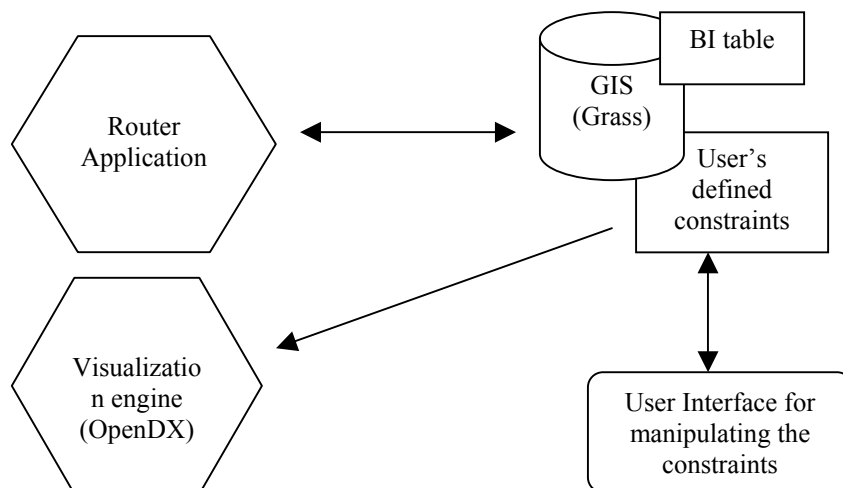 Router
Application
GIS
(Grass)
BI table
User’s
defined
constraints
Visualizatio
n engine
(OpenDX)
User Interface for
manipulating the
constraints